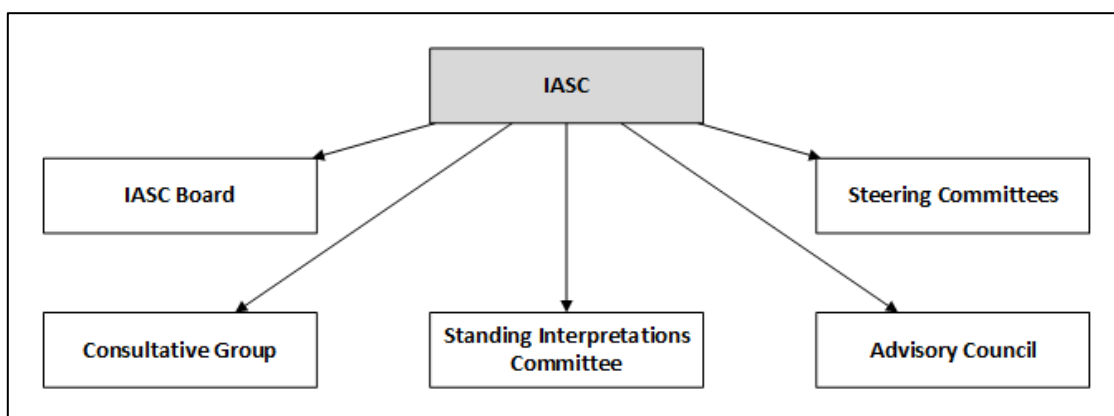 IASC
IASC Board
Steering Committees
Consultative Group
Standing Interpretations
Committee
Advisory Council